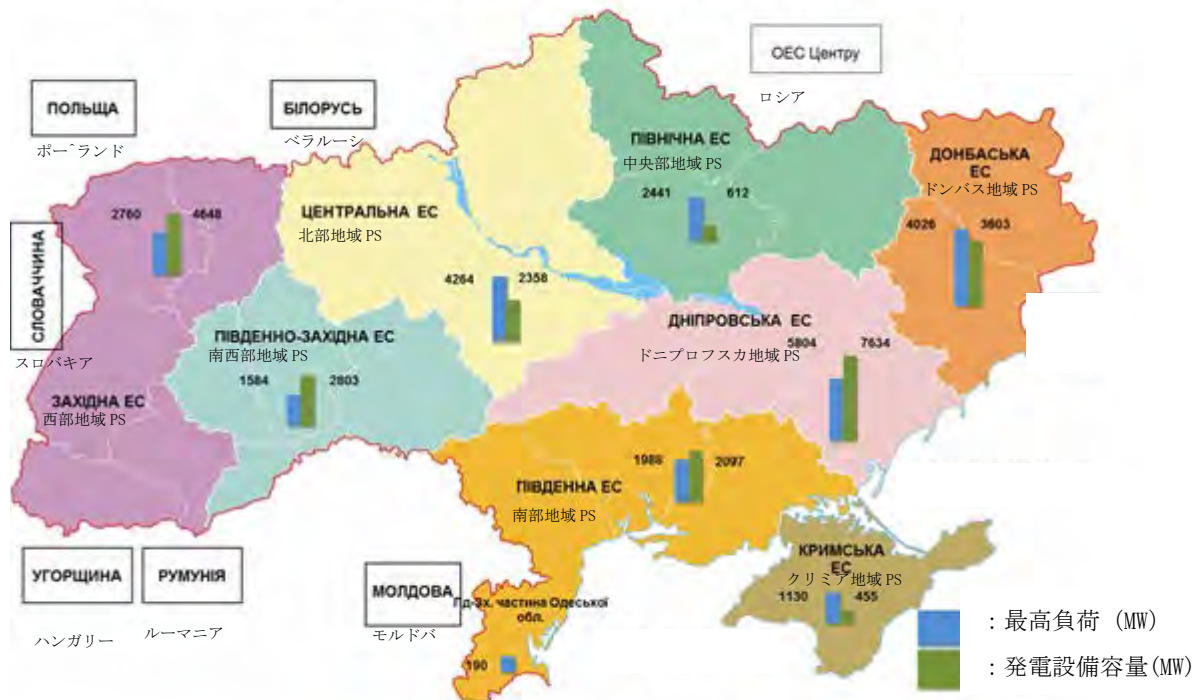 ОЕС Центру
ロシア
ПОЛЬЩА
ポーランド
БІЛОРУСЬ
ベラルーシ
ПІВНІЧНА ЕС
中央部地域 PS
2441 612
ДОНБАСЬКА
ЕС
ドンバス地域 PS
4026 3603
2760 4648
ЦЕНТРАЛЬНА ЕС
北部地域 PS
4264 2358
СЛОВАЧЧИНА
スロバキア
ПІВДЕННО-ЗАХІДНА ЕС
南西部地域 PS
1584 2803
ДНІПРОВСЬКА ЕС
ドニプロフスカ地域 PS
5804 7634
ЗАХІДНА ЕС
西部地域 PS
1988 2097
ПІВДЕННА ЕС
南部地域 PS
КРИМСЬКА
ЕС
クリミア地域 PS
1130 455
УГОРЩИНА
ハンガリー
РУМУНІЯ
ルーマニア
МОЛДОВА
モルドバ
Пд-Зх. частина Одеської
обл.
190
：最高負荷 (MW)
：発電設備容量(MW)